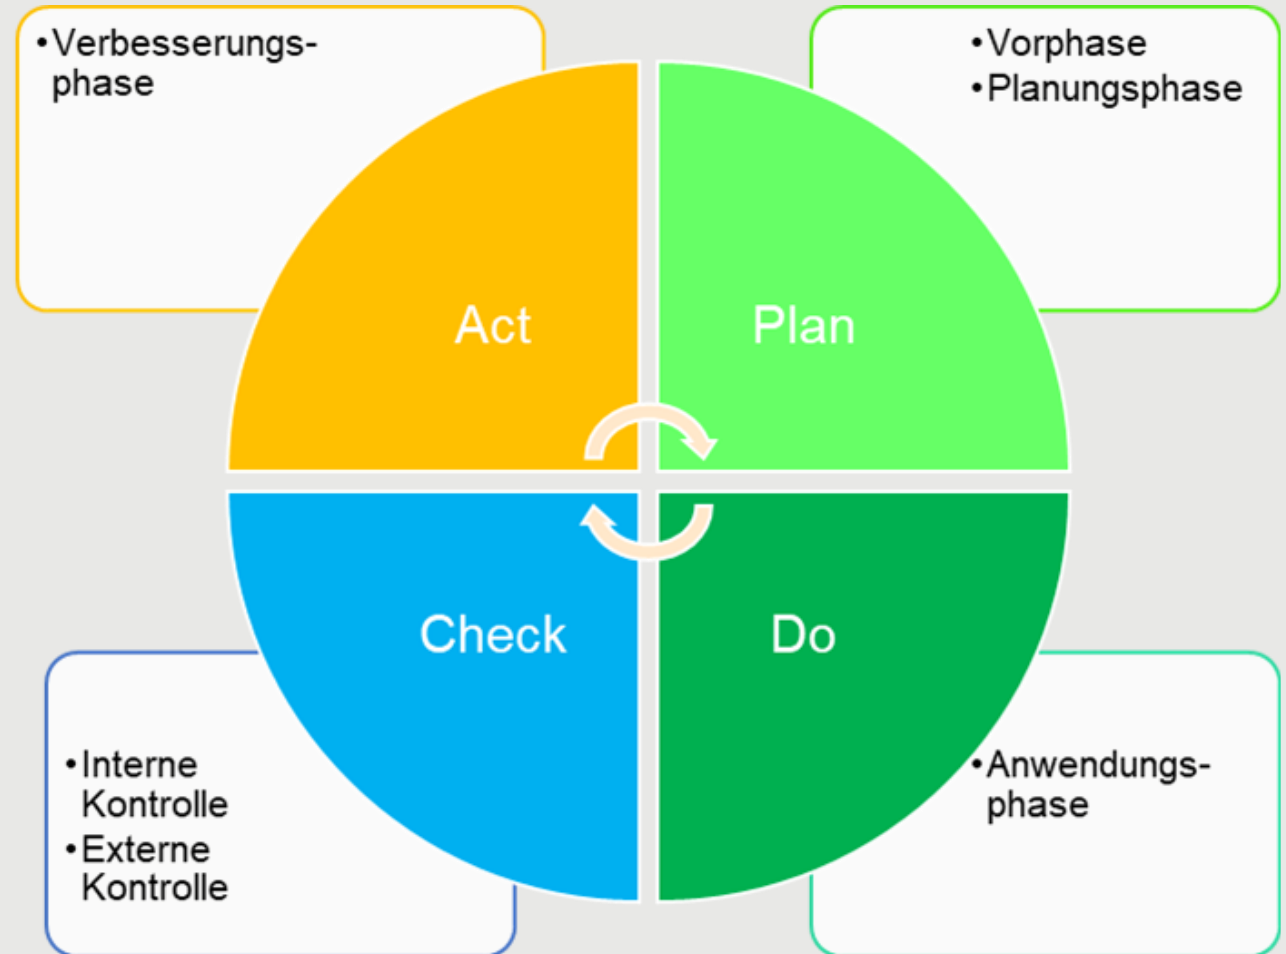 •Verbesserungs-
phase
•Vorphase
•Planungsphase
Act
Plan
Check
Do
•Interne
Kontrolle
•Externe
Kontrolle
•Anwendungs-
phase